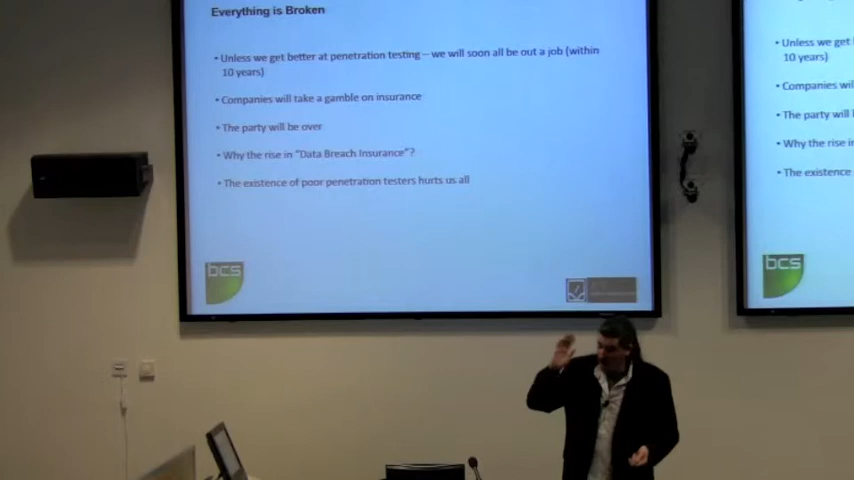 Everything is Broken
• Unless we get better at penetration testing – we will soon all be out a job (within
10 years)
• Companies will take a gamble on insurance
• The party will be over
• Why the rise in "Data Breach Insurance"?
• The existence of poor penetration testers hurts us all
bcs
• Unless we get
10 years)
• Companies wil
• The party will
• Why the rise in
• The existence
bcs